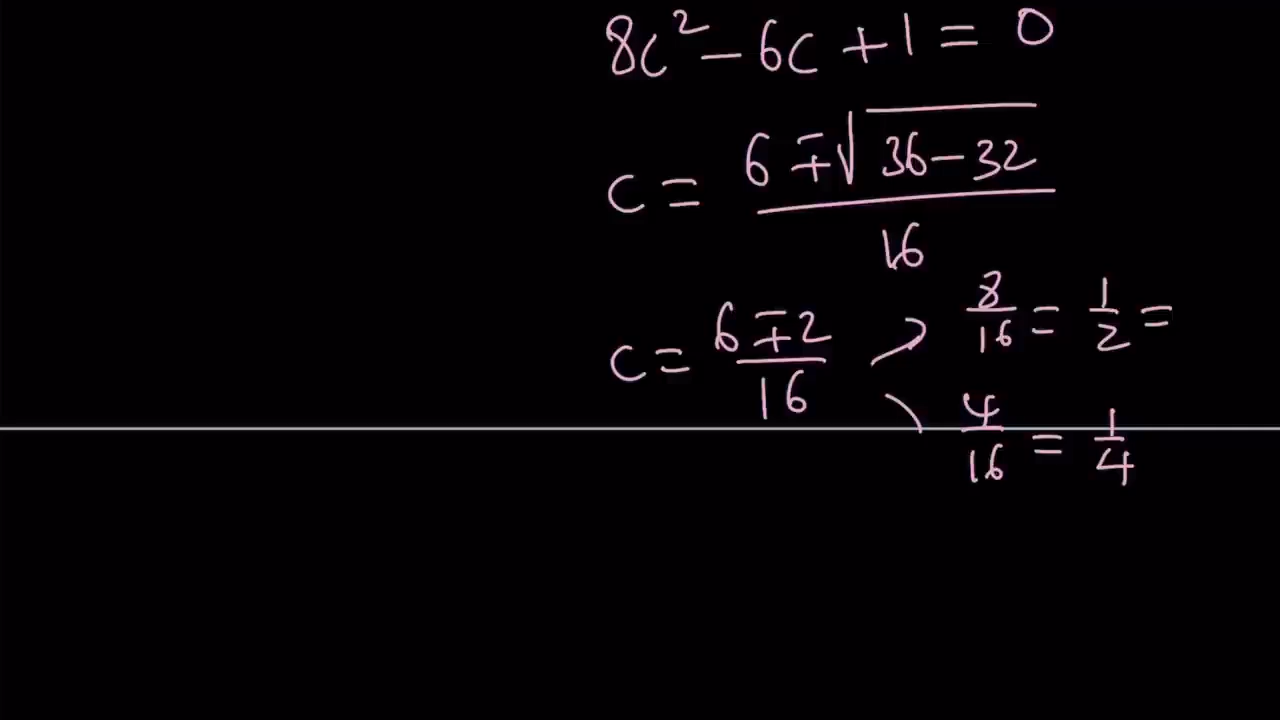 8c² - 6c + 1 = 0
c = (6 ∓ √(36 - 32)) / 16
c = (6 ∓ 2) / 16 → 8/16 = 1/2 =
4/16 = 1/4